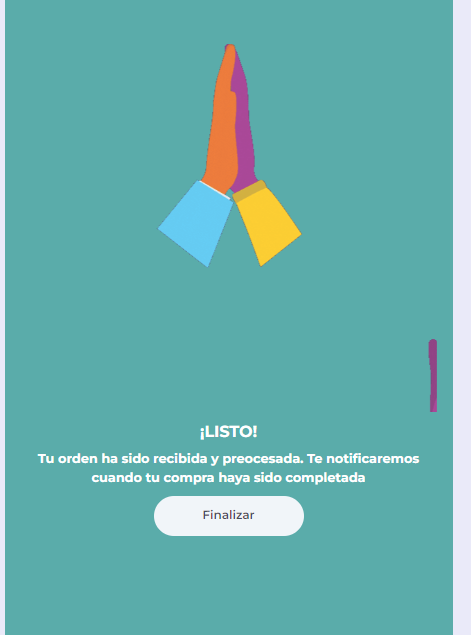 ¡LISTO!
Tu orden ha sido recibida y preocesada. Te notificaremos
cuando tu compra haya sido completada
Finalizar